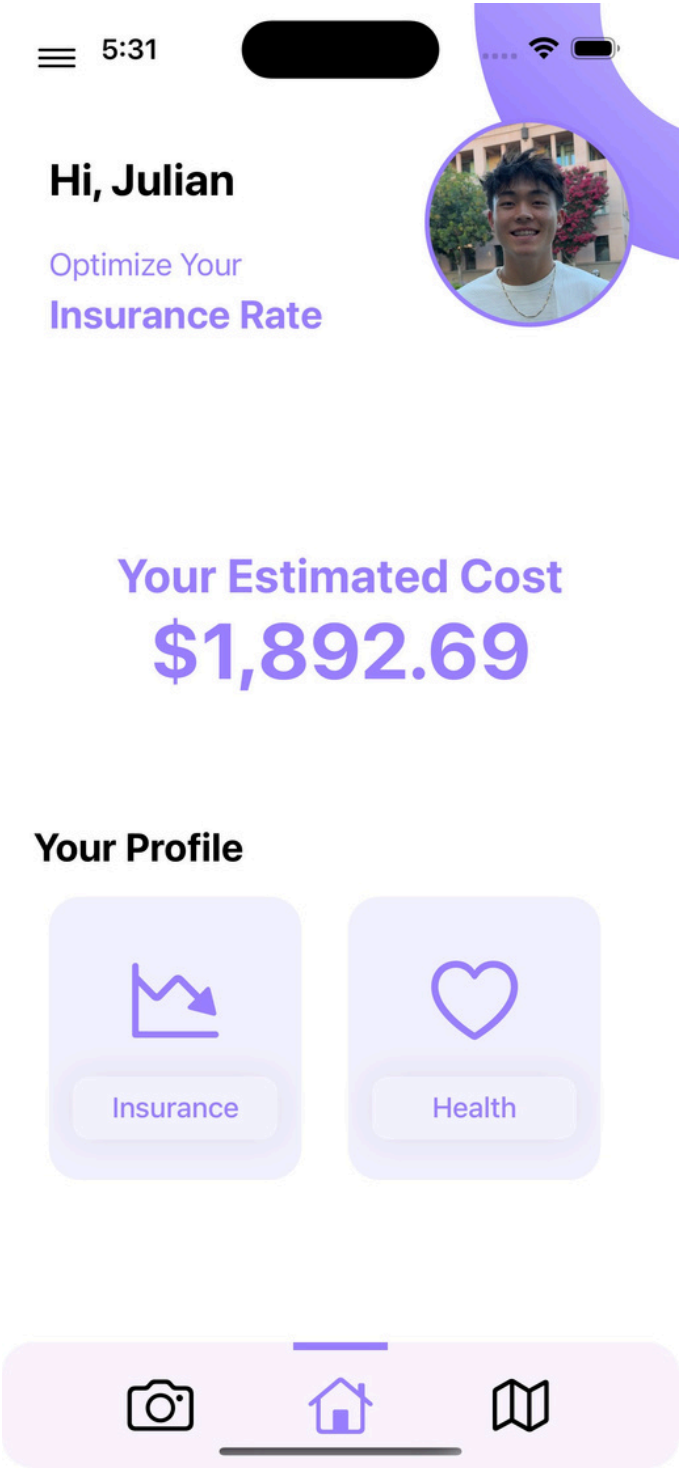 5:31
Hi, Julian
Optimize Your
Insurance Rate
Your Estimated Cost
$1,892.69
Your Profile
Insurance
Health